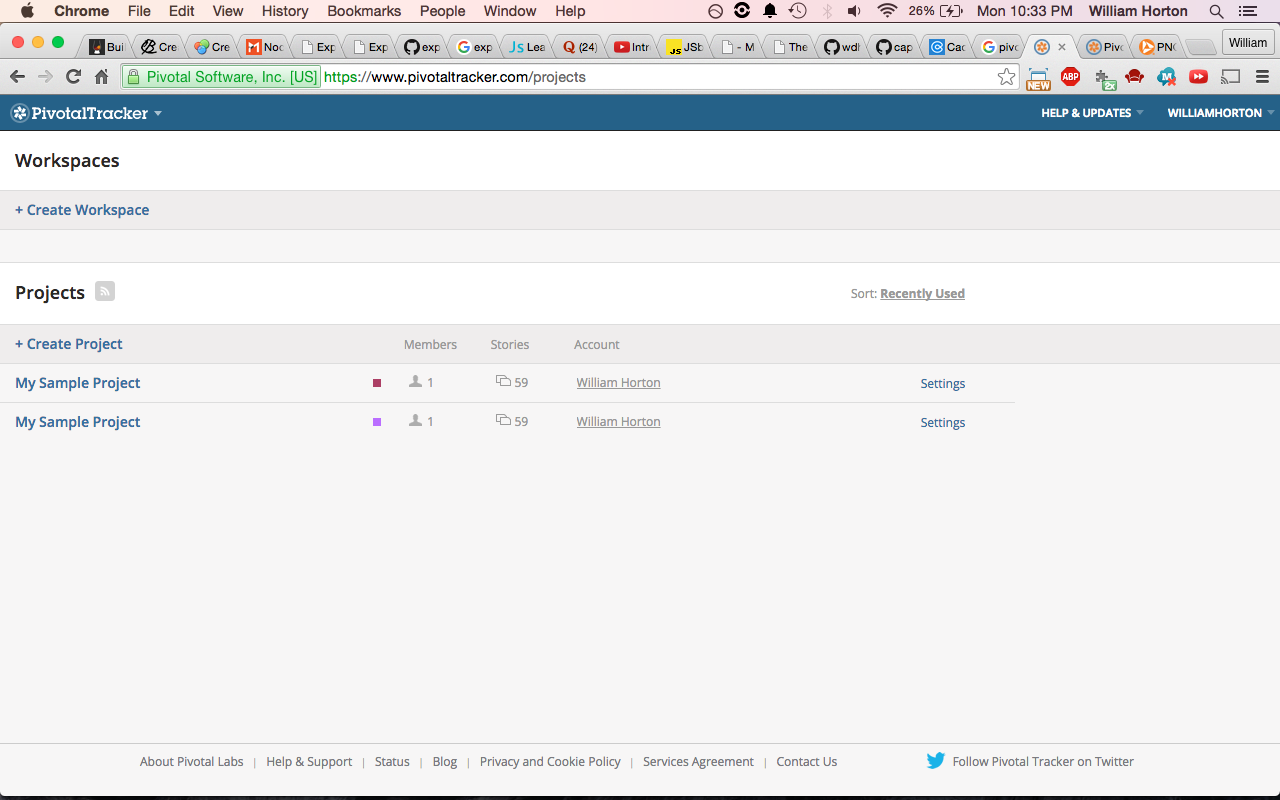 Chrome File Edit View History Bookmarks People Window Help 26% Mon 10:33 PM William Horton
Bui Cre Cre Noc Exp Exp exp exp Lea (24) Intr JSb - M The wdl cap Cac pivo Pivo PNC William
Pivotal Software, Inc. [US] https://www.pivotaltracker.com/projects NEW ABP 2x
PivotalTracker HELP & UPDATES WILLIAMHORTON
Workspaces
+ Create Workspace
Projects Sort: Recently Used
+ Create Project Members Stories Account
My Sample Project 1 59 William Horton Settings
My Sample Project 1 59 William Horton Settings
About Pivotal Labs | Help & Support | Status | Blog | Privacy and Cookie Policy | Services Agreement | Contact Us Follow Pivotal Tracker on Twitter